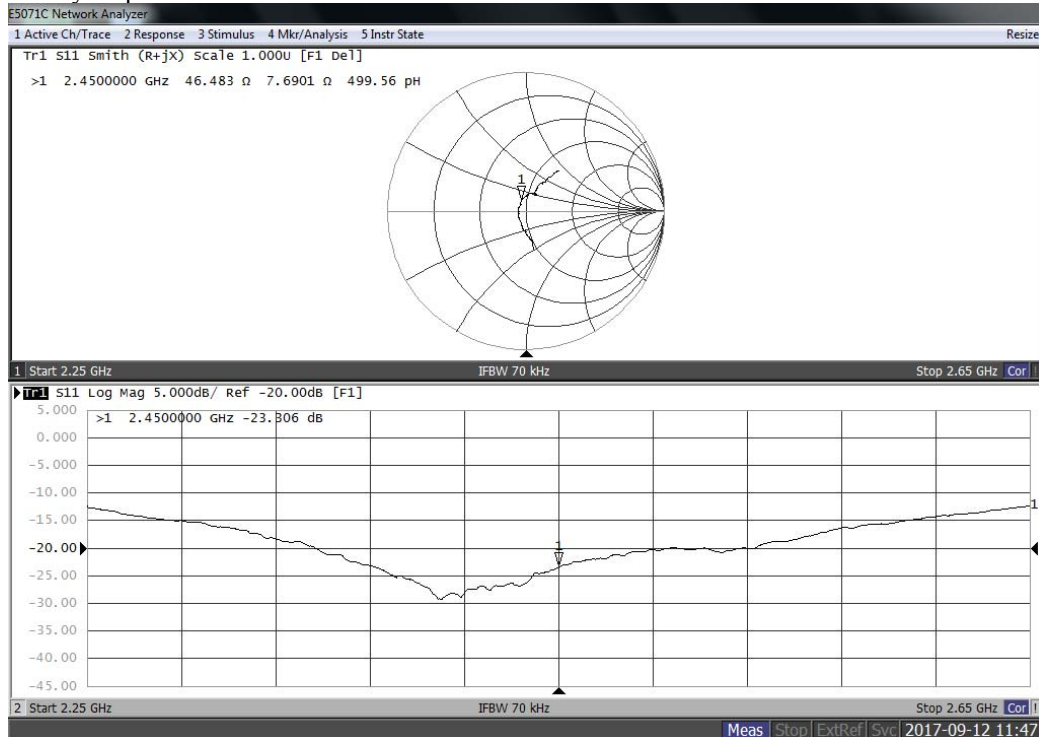 E5071C Network Analyzer
1 Active Ch/Trace 2 Response 3 Stimulus 4 Mkr/Analysis 5 Instr State Resize
Tr1 S11 Smith (R+jX) Scale 1.000U [F1 Del]
>1 2.4500000 GHz 46.483 Ω 7.6901 Ω 499.56 pH
1
1 Start 2.25 GHz IFBW 70 kHz Stop 2.65 GHz Cor !
Tr1 S11 Log Mag 5.000dB/ Ref -20.00dB [F1]
5.000
>1 2.4500000 GHz -23.306 dB
0.000
-5.000
-10.00
1
-15.00
-20.00
1
-25.00
-30.00
-35.00
-40.00
-45.00
2 Start 2.25 GHz IFBW 70 kHz Stop 2.65 GHz Cor !
Meas Stop ExtRef Svc 2017-09-12 11:47